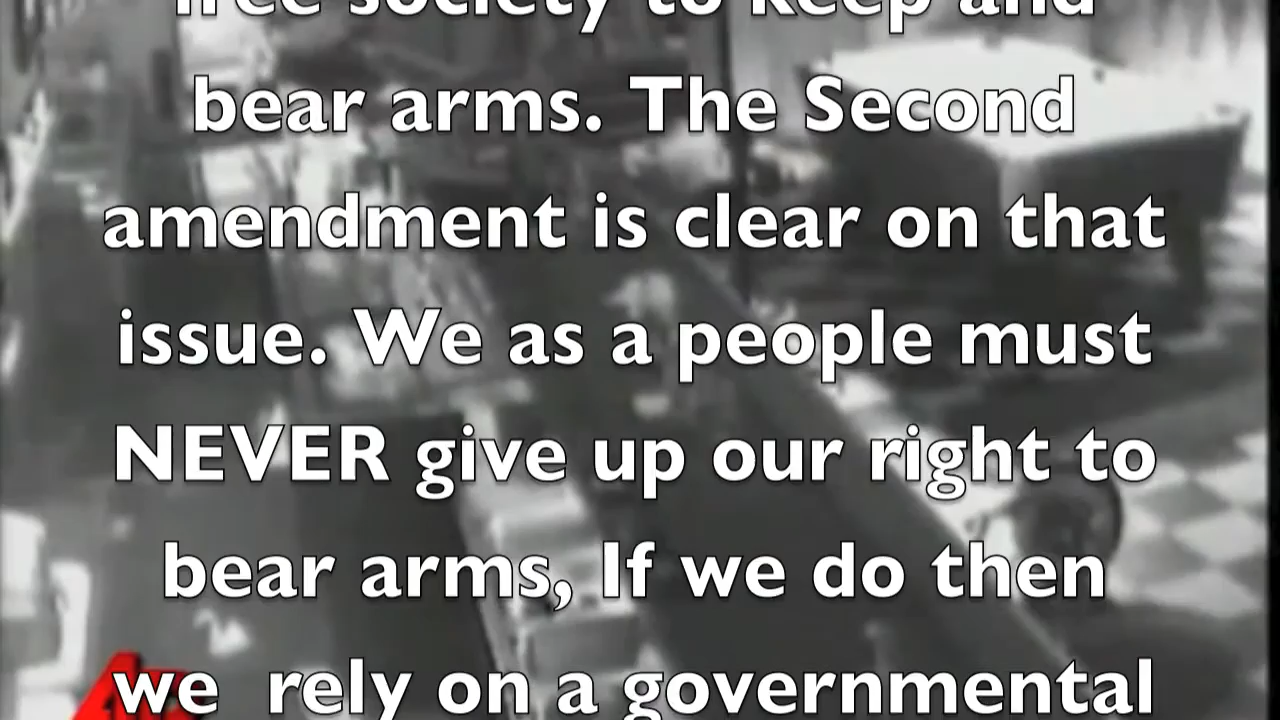 free society to keep and
bear arms. The Second
amendment is clear on that
issue. We as a people must
NEVER give up our right to
bear arms, If we do then
we  rely on a governmental